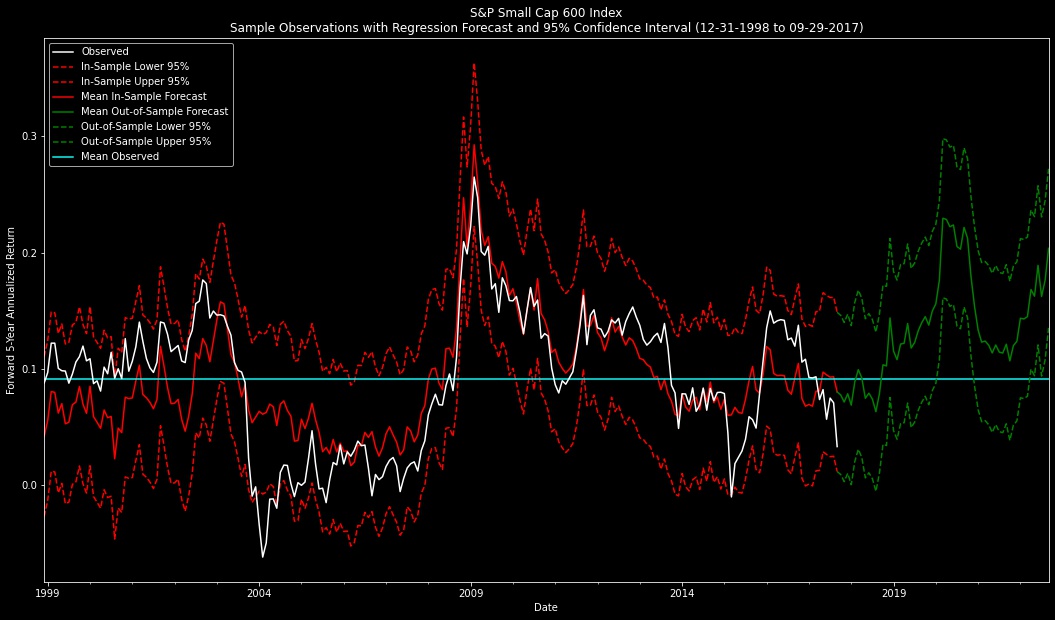 S&P Small Cap 600 Index
Sample Observations with Regression Forecast and 95% Confidence Interval (12-31-1998 to 09-29-2017)
Observed
In-Sample Lower 95%
In-Sample Upper 95%
Mean In-Sample Forecast
Mean Out-of-Sample Forecast
Out-of-Sample Lower 95%
Out-of-Sample Upper 95%
Mean Observed
Forward 5-Year Annualized Return
0.3
0.2
0.1
0.0
1999
2004
2009
2014
2019
Date